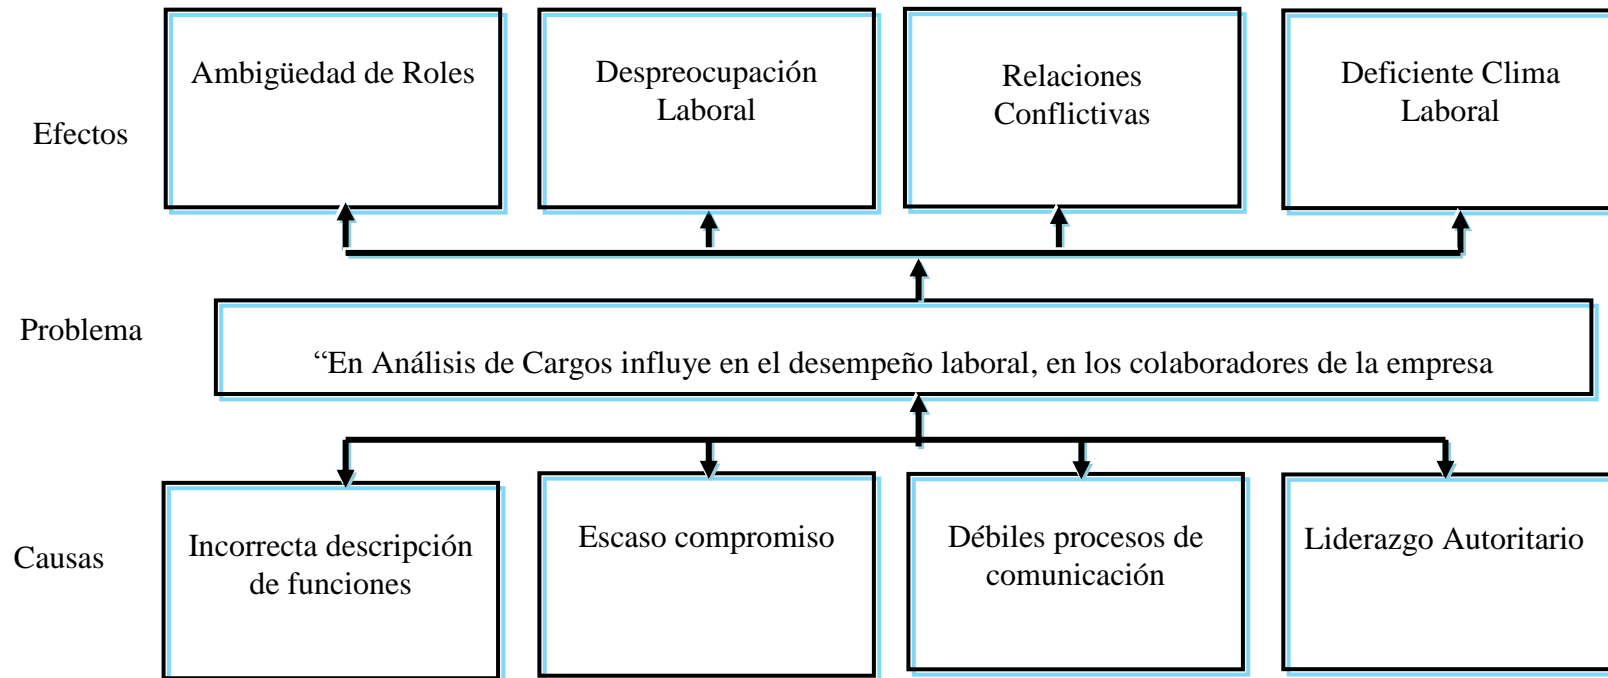 Efectos
Ambigüedad de Roles
Despreocupación
Laboral
Relaciones
Conflictivas
Deficiente Clima
Laboral
Problema
“En Análisis de Cargos influye en el desempeño laboral, en los colaboradores de la empresa
Causas
Incorrecta descripción
de funciones
Escaso compromiso
Débiles procesos de
comunicación
Liderazgo Autoritario